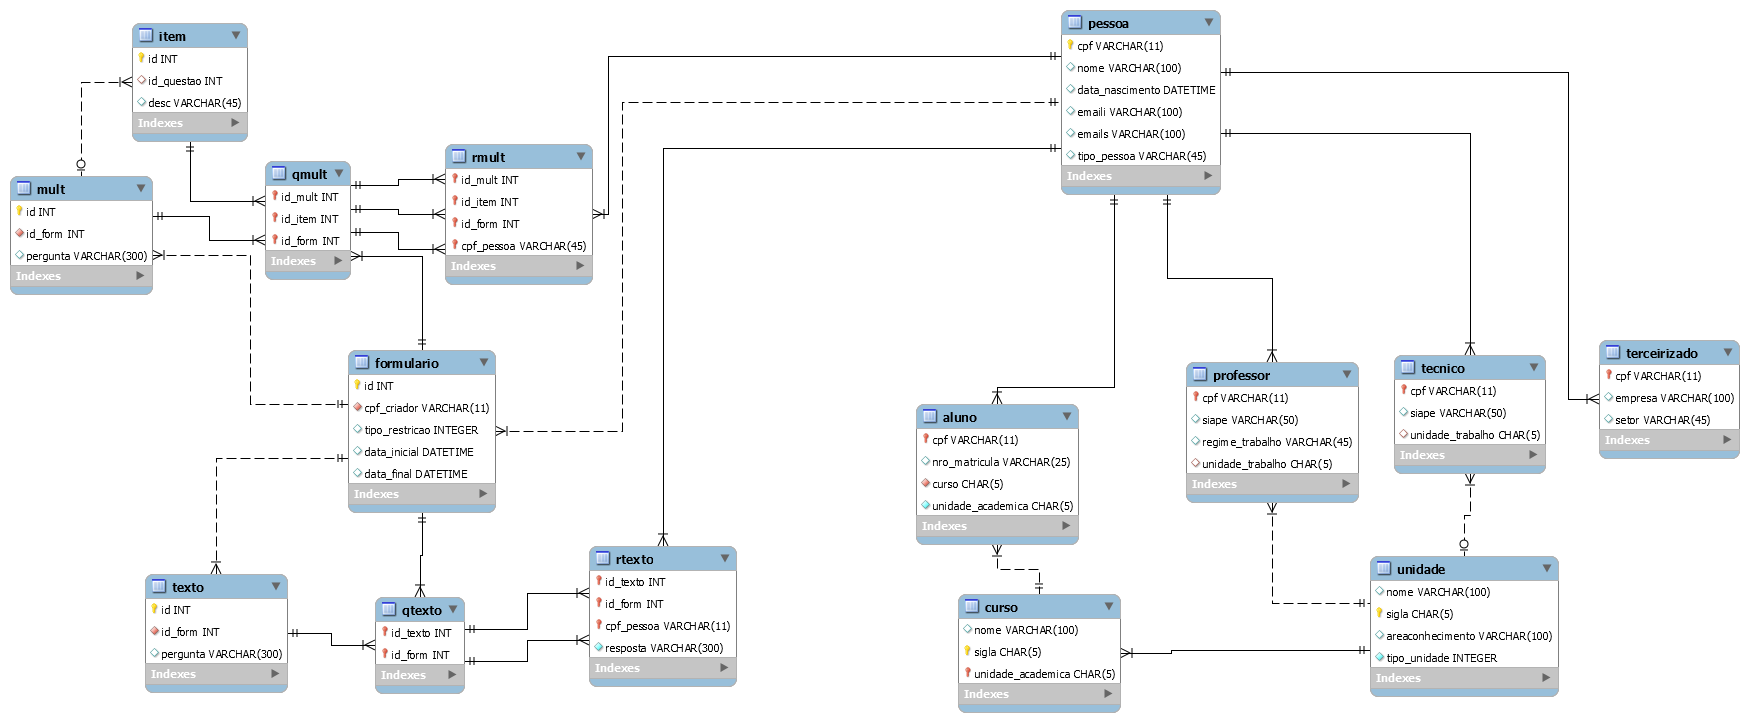 item
id INT
id_questao INT
desc VARCHAR(45)
Indexes
mult
id INT
id_form INT
pergunta VARCHAR(300)
Indexes
qmult
id_mult INT
id_item INT
id_form INT
Indexes
rmult
id_mult INT
id_item INT
id_form INT
cpf_pessoa VARCHAR(45)
Indexes
pessoa
cpf VARCHAR(11)
nome VARCHAR(100)
data_nascimento DATETIME
emaili VARCHAR(100)
emails VARCHAR(100)
tipo_pessoa VARCHAR(45)
Indexes
formulario
id INT
cpf_criador VARCHAR(11)
tipo_restricao INTEGER
data_inicial DATETIME
data_final DATETIME
Indexes
aluno
cpf VARCHAR(11)
nro_matricula VARCHAR(25)
curso CHAR(5)
unidade_academica CHAR(5)
Indexes
professor
cpf VARCHAR(11)
siape VARCHAR(50)
regime_trabalho VARCHAR(45)
unidade_trabalho CHAR(5)
Indexes
tecnico
cpf VARCHAR(11)
siape VARCHAR(50)
unidade_trabalho CHAR(5)
Indexes
terceirizado
cpf VARCHAR(11)
empresa VARCHAR(100)
setor VARCHAR(45)
Indexes
texto
id INT
id_form INT
pergunta VARCHAR(300)
Indexes
qtexto
id_texto INT
id_form INT
Indexes
rtexto
id_texto INT
id_form INT
cpf_pessoa VARCHAR(11)
resposta VARCHAR(300)
Indexes
curso
nome VARCHAR(100)
sigla CHAR(5)
unidade_academica CHAR(5)
Indexes
unidade
nome VARCHAR(100)
sigla CHAR(5)
areaconhecimento VARCHAR(100)
tipo_unidade INTEGER
Indexes